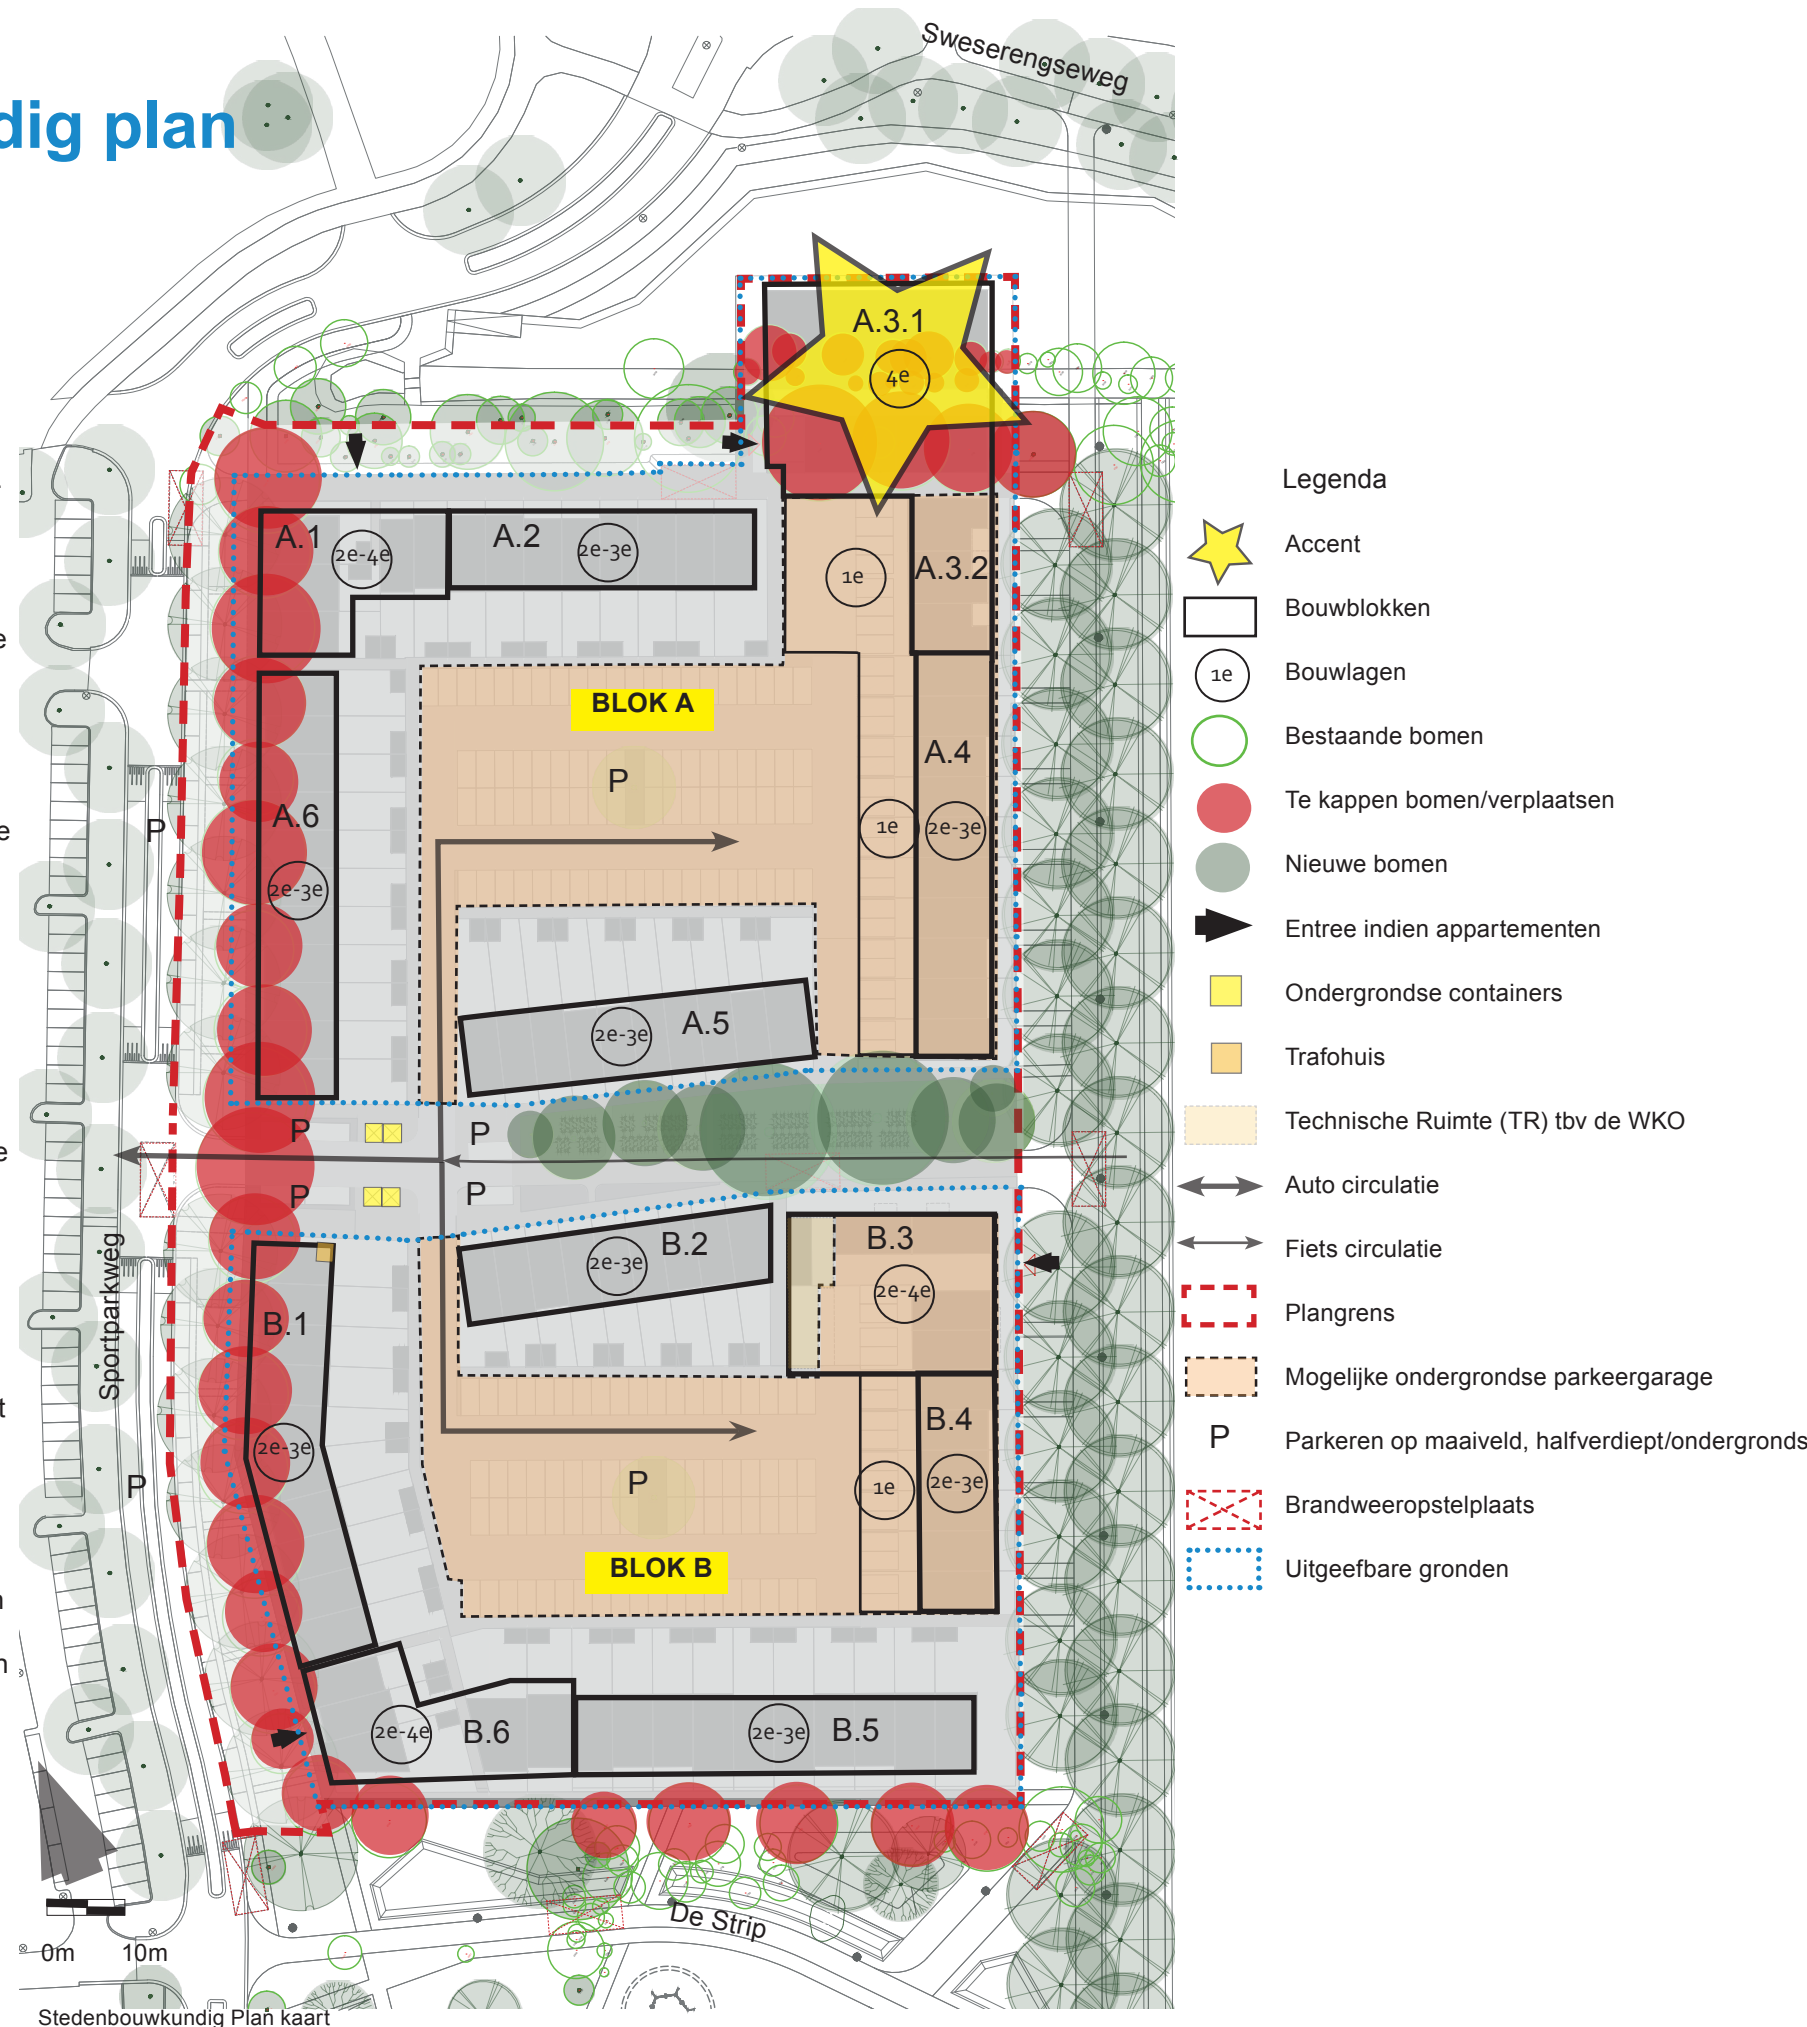 dig plan
Sweserengseweg
A.3.1
4e
A.1
2e-4e
A.2
2e-3e
1e
A.3.2
BLOK A
P
A.4
1e
2e-3e
A.6
2e-3e
P
A.5
2e-3e
P
P
P
P
B.2
2e-3e
B.3
2e-4e
B.1
2e-3e
Sportparkweg
P
B.4
1e
2e-3e
P
BLOK B
B.6
2e-4e
B.5
2e-3e
De Strip
0m 10m
Stedenbouwkundig Plan kaart
e
e
e
t
n
n
Legenda
Accent
Bouwblokken
1e Bouwlagen
Bestaande bomen
Te kappen bomen/verplaatsen
Nieuwe bomen
Entree indien appartementen
Ondergrondse containers
Trafohuis
Technische Ruimte (TR) tbv de WKO
Auto circulatie
Fiets circulatie
Plangrens
Mogelijke ondergrondse parkeergarage
P Parkeren op maaiveld, halfverdiept/ondergronds
Brandweeropstelplaats
Uitgeefbare gronden